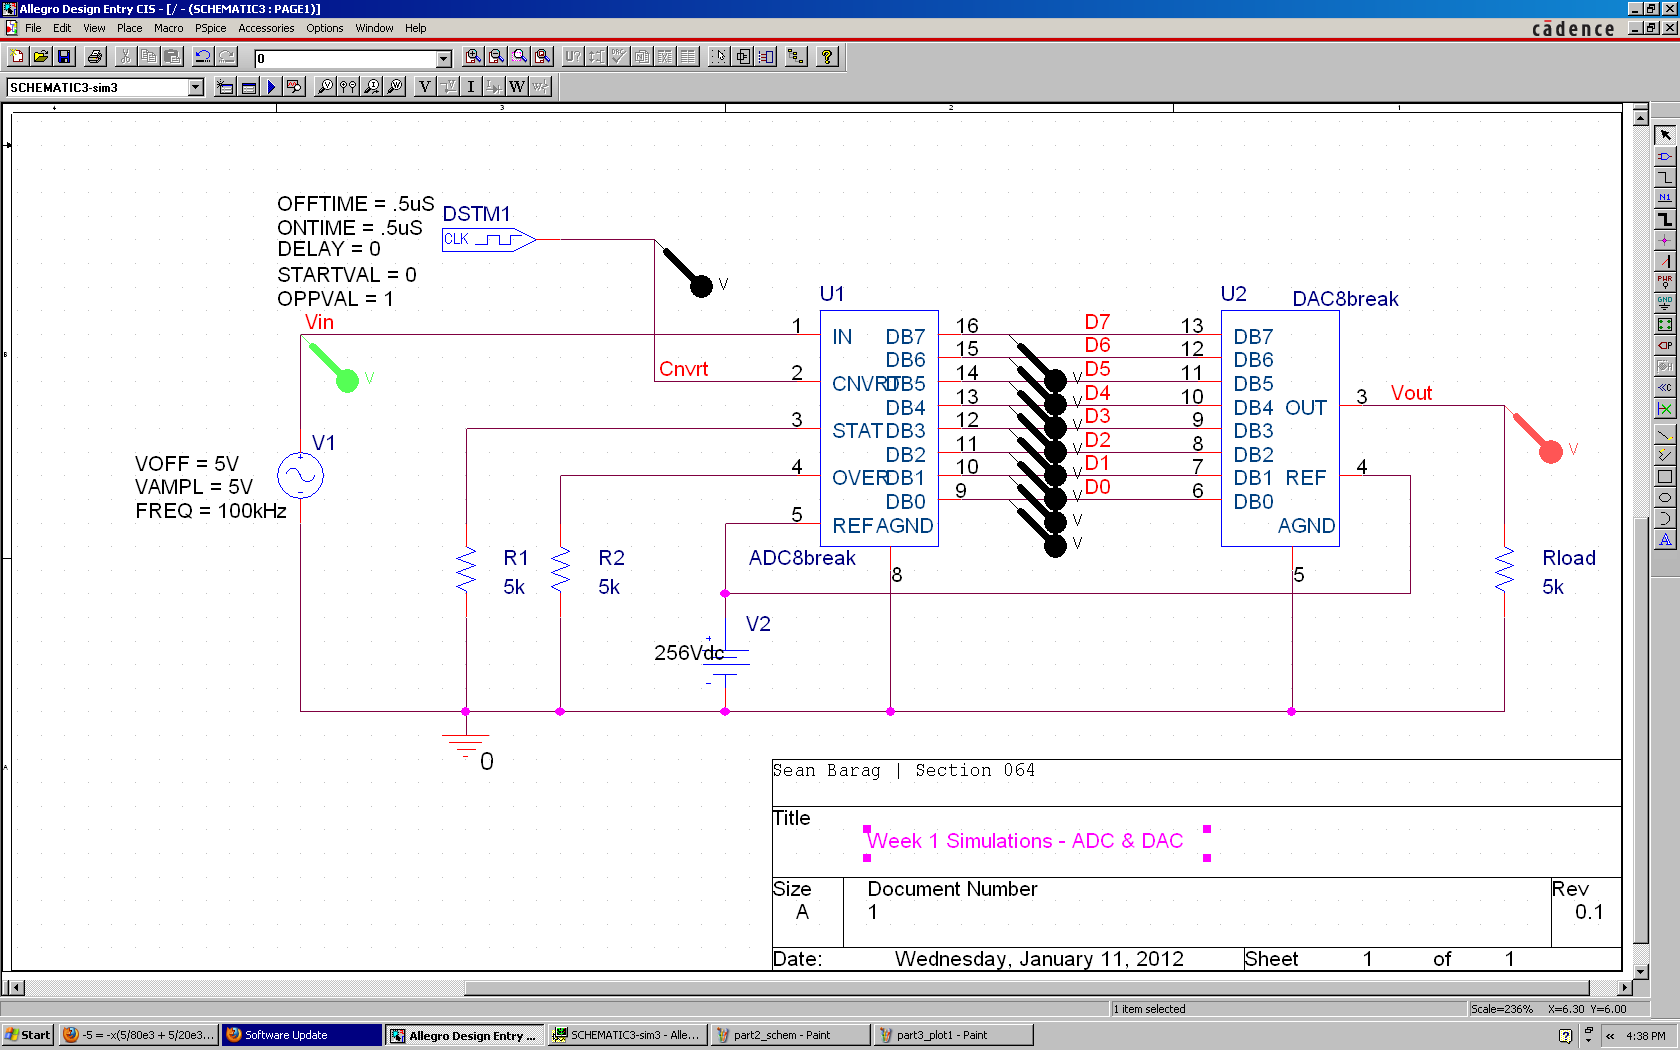 Allegro Design Entry CIS - [/ - (SCHEMATIC3 : PAGE1)]
File Edit View Place Macro PSpice Accessories Options Window Help
cādence
0
SCHEMATIC3-sim3
V I W
3 2 1
OFFTIME = .5uS
ONTIME = .5uS
DELAY = 0
STARTVAL = 0
OPPVAL = 1
DSTM1
CLK
V
Vin
V
Cnvrt
V1
VOFF = 5V
VAMPL = 5V
FREQ = 100kHz
R1
5k
R2
5k
U1
1 IN DB7 16
DB6 15
2 CNVRT DB5 14
DB4 13
3 STAT DB3 12
DB2 11
4 OVER DB1 10
DB0 9
5 REF AGND
8
ADC8break
D7
D6
D5
D4
D3
D2
D1
D0
V
V
V
V
V
V
V
V
U2 DAC8break
13 DB7
12 DB6
11 DB5
10 DB4 OUT 3
9 DB3
8 DB2
7 DB1 REF 4
6 DB0
AGND
5
Vout
V
Rload
5k
V2
256Vdc
+
-
0
Sean Barag | Section 064
Title
Week 1 Simulations - ADC & DAC
Size
A
Document Number
1
Rev
0.1
Date: Wednesday, January 11, 2012 Sheet 1 of 1
1 item selected Scale=236% X=6.30 Y=6.00
Start -5 = -x(5/80e3 + 5/20e3... Software Update Allegro Design Entry ... SCHEMATIC3-sim3 - Alle... part2_schem - Paint part3_plot1 - Paint 4:38 PM